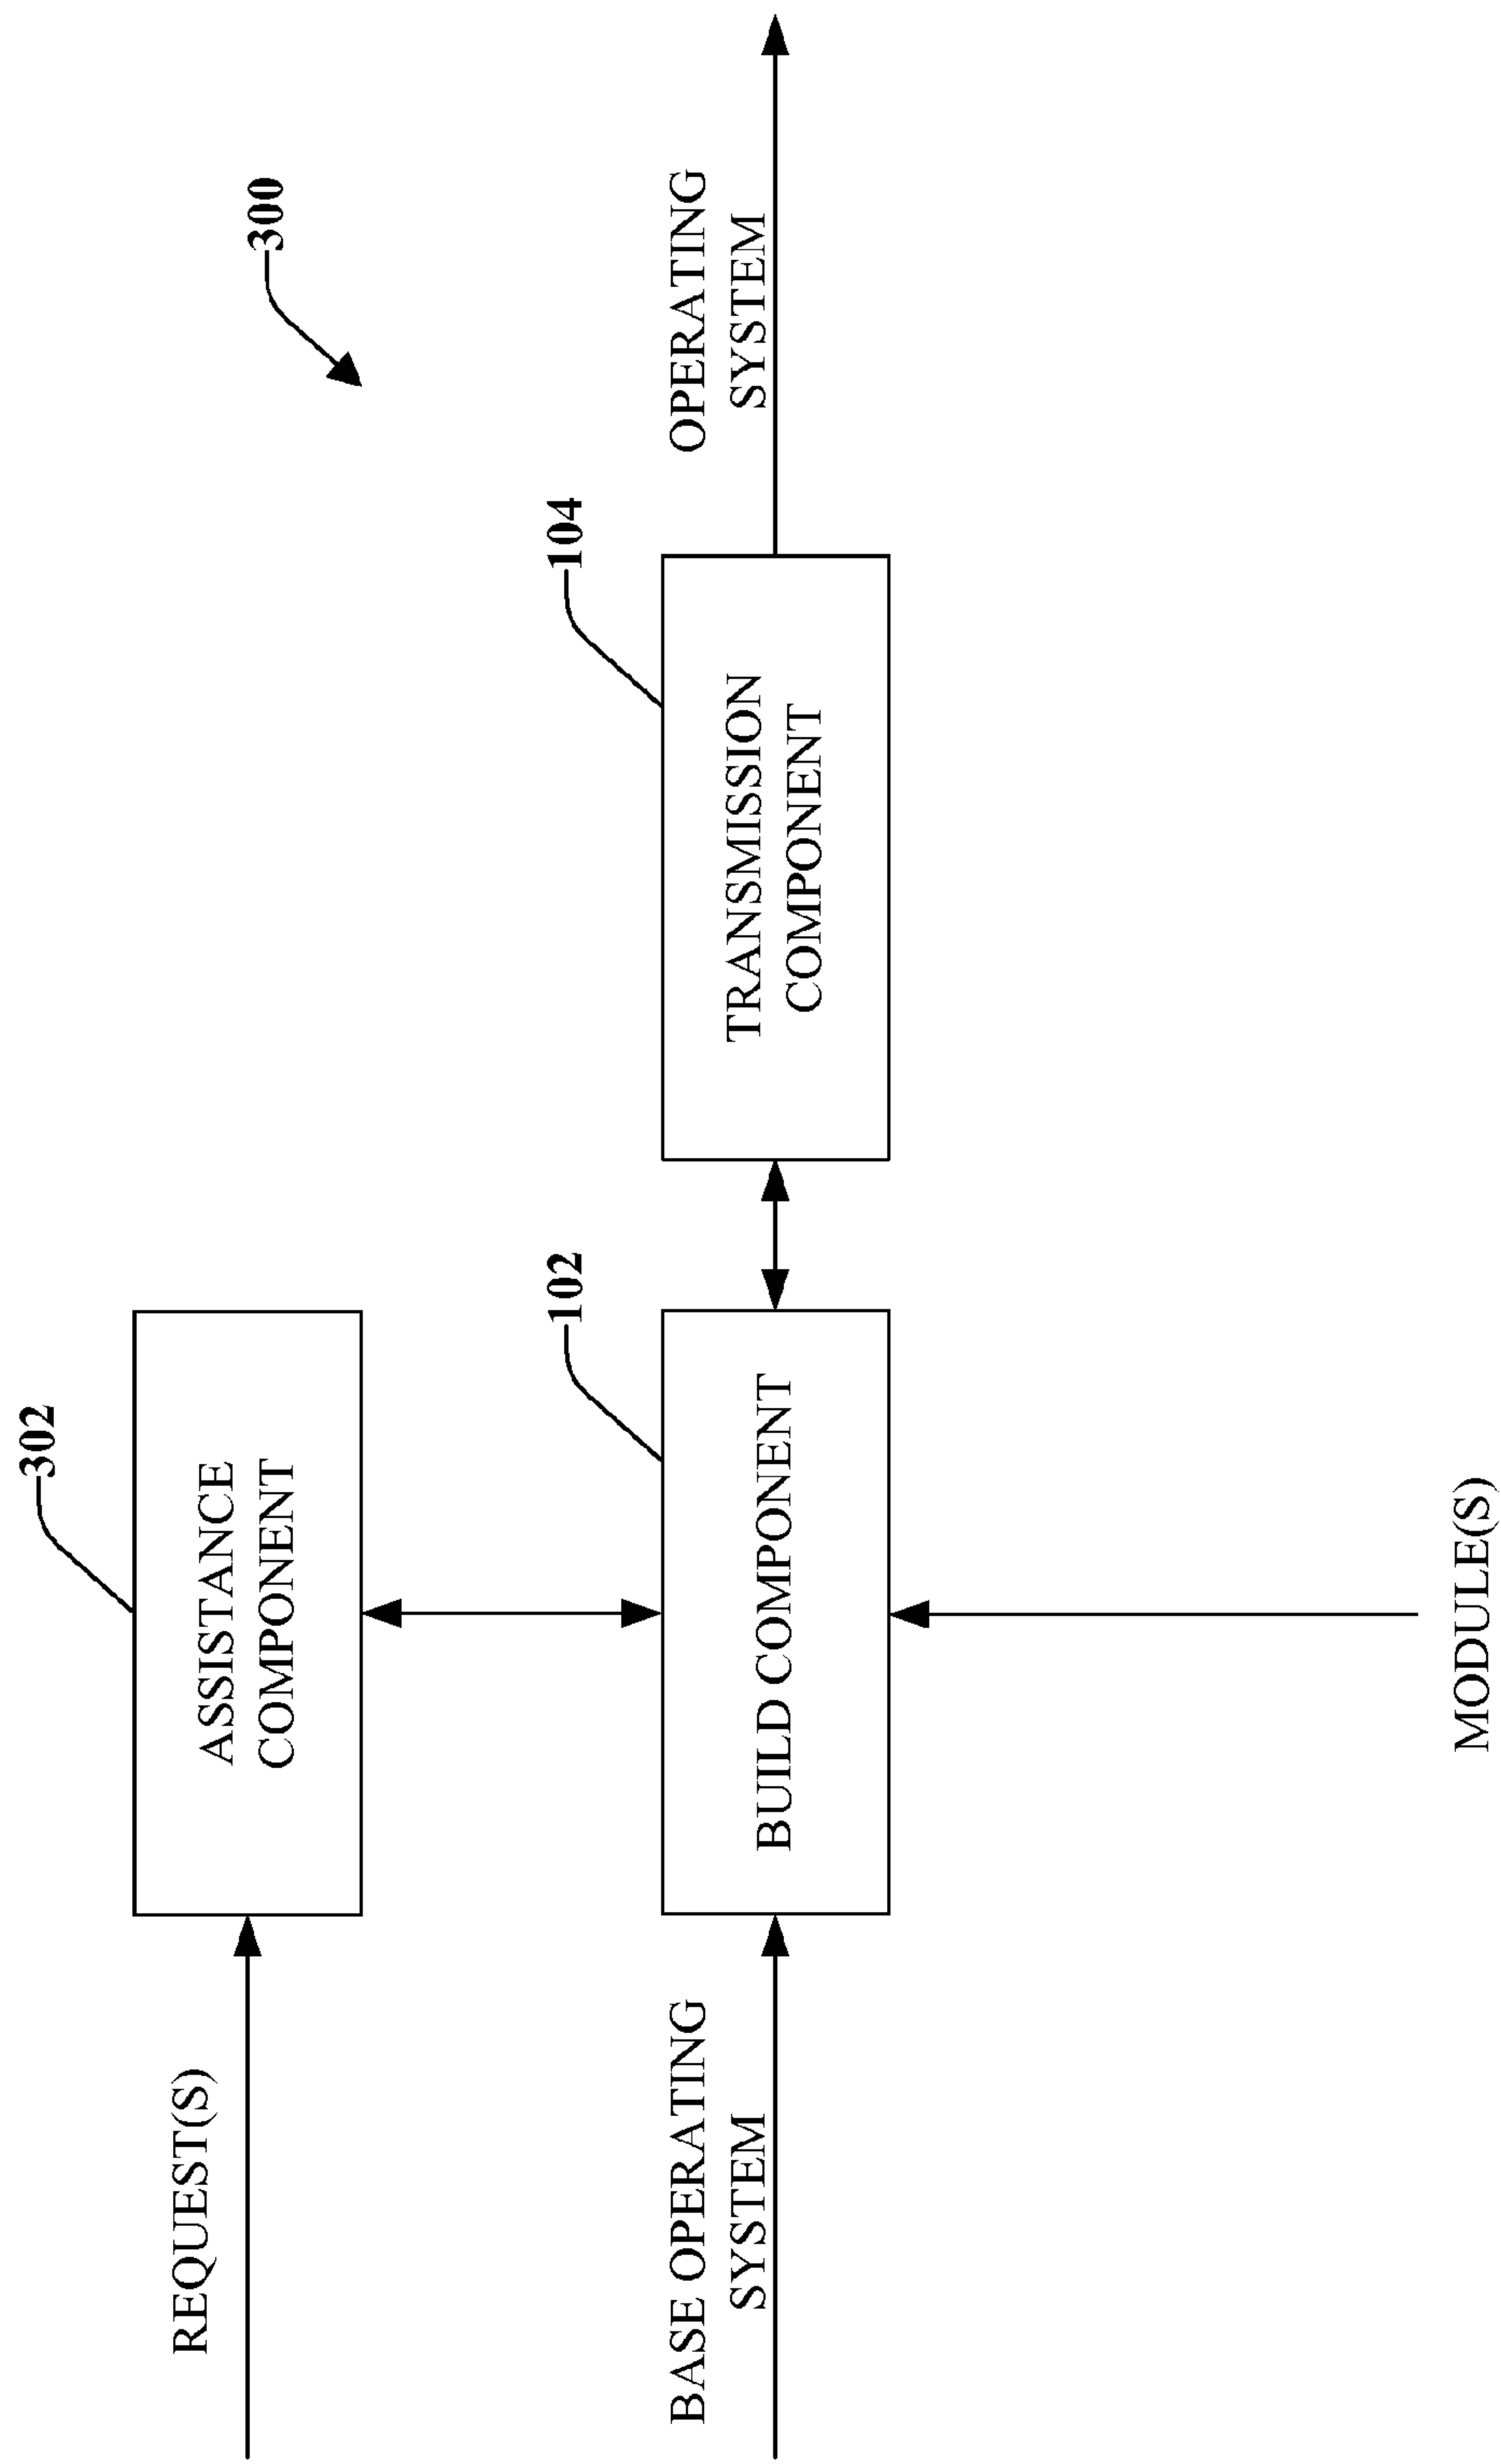 300
302
REQUEST(S)
ASSISTANCE
COMPONENT
102
104
BASE OPERATING
SYSTEM
BUILD COMPONENT
TRANSMISSION
COMPONENT
OPERATING
SYSTEM
MODULE(S)